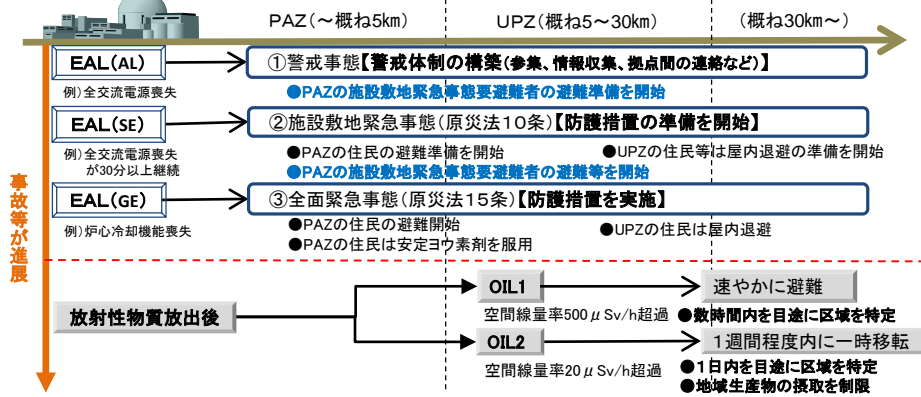 PAZ(~概ね5km)
UPZ(概ね5~30km)
(概ね30km~)
EAL(AL)
①警戒事態【警戒体制の構築(参集、情報収集、拠点間の連絡など)】
例)全交流電源喪失
●PAZの施設敷地緊急事態要避難者の避難準備を開始
EAL(SE)
②施設敷地緊急事態(原災法10条)【防護措置の準備を開始】
例)全交流電源喪失
が30分以上継続
●PAZの住民の避難準備を開始
●UPZの住民等は屋内退避の準備を開始
●PAZの施設敷地緊急事態要避難者の避難等を開始
EAL(GE)
③全面緊急事態(原災法15条)【防護措置を実施】
例)炉心冷却機能喪失
●PAZの住民の避難開始
●UPZの住民は屋内退避
●PAZの住民は安定ヨウ素剤を服用
事故等が進展
放射性物質放出後
OIL1
速やかに避難
空間線量率500μSv/h超過
●数時間内を目途に区域を特定
OIL2
1週間程度内に一時移転
空間線量率20μSv/h超過
●1日内を目途に区域を特定
●地域生産物の摂取を制限